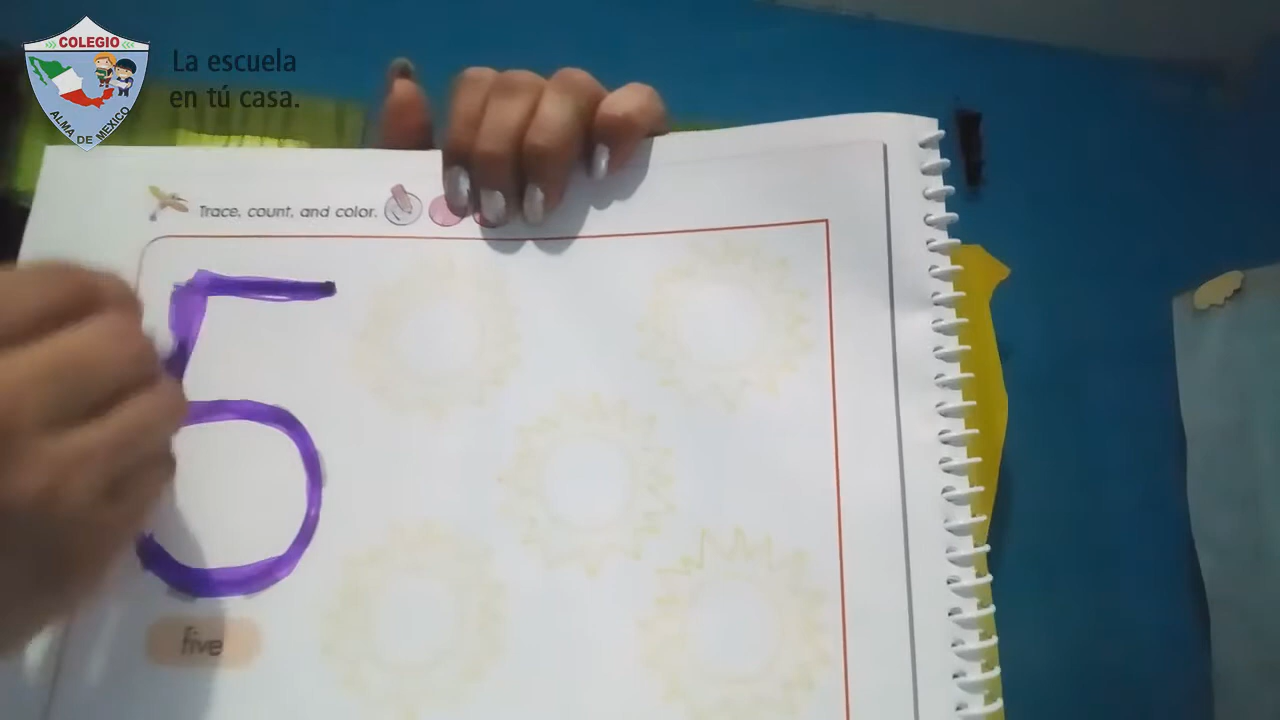 COLEGIO
ALMA DE MEXICO
La escuela
en tú casa.
Trace, count, and color.
5
five